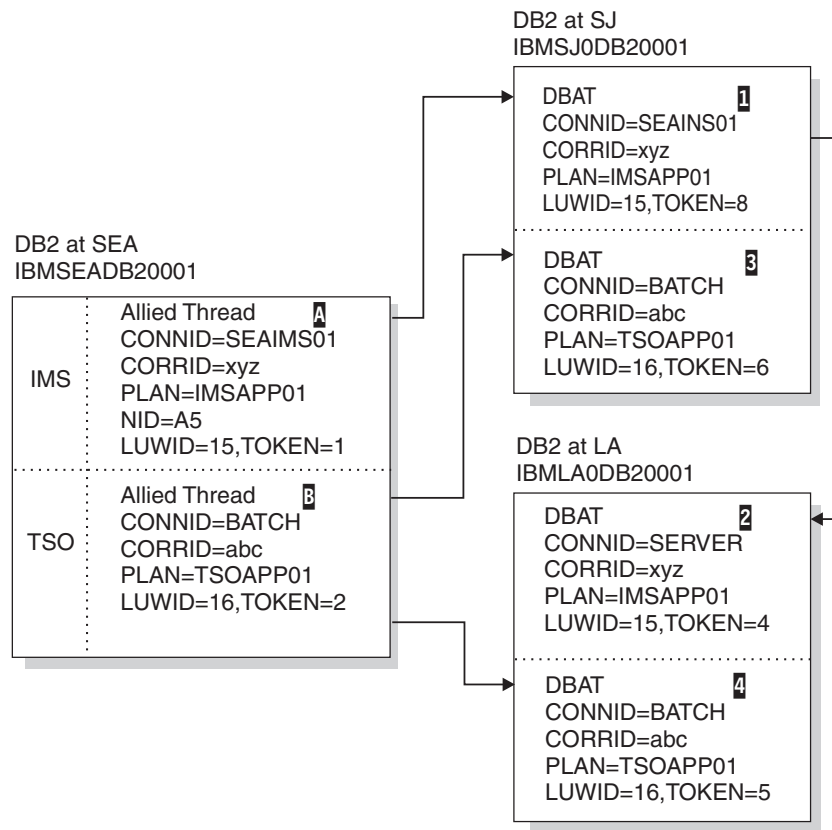 DB2 at SJ
IBMSJ0DB20001
DBAT 1
CONNID=SEAINS01
CORRID=xyz
PLAN=IMSAPP01
LUWID=15,TOKEN=8
DBAT 3
CONNID=BATCH
CORRID=abc
PLAN=TSOAPP01
LUWID=16,TOKEN=6
DB2 at SEA
IBMSEADB20001
IMS
Allied Thread A
CONNID=SEAIMS01
CORRID=xyz
PLAN=IMSAPP01
NID=A5
LUWID=15,TOKEN=1
TSO
Allied Thread B
CONNID=BATCH
CORRID=abc
PLAN=TSOAPP01
LUWID=16,TOKEN=2
DB2 at LA
IBMLA0DB20001
DBAT 2
CONNID=SERVER
CORRID=xyz
PLAN=IMSAPP01
LUWID=15,TOKEN=4
DBAT 4
CONNID=BATCH
CORRID=abc
PLAN=TSOAPP01
LUWID=16,TOKEN=5